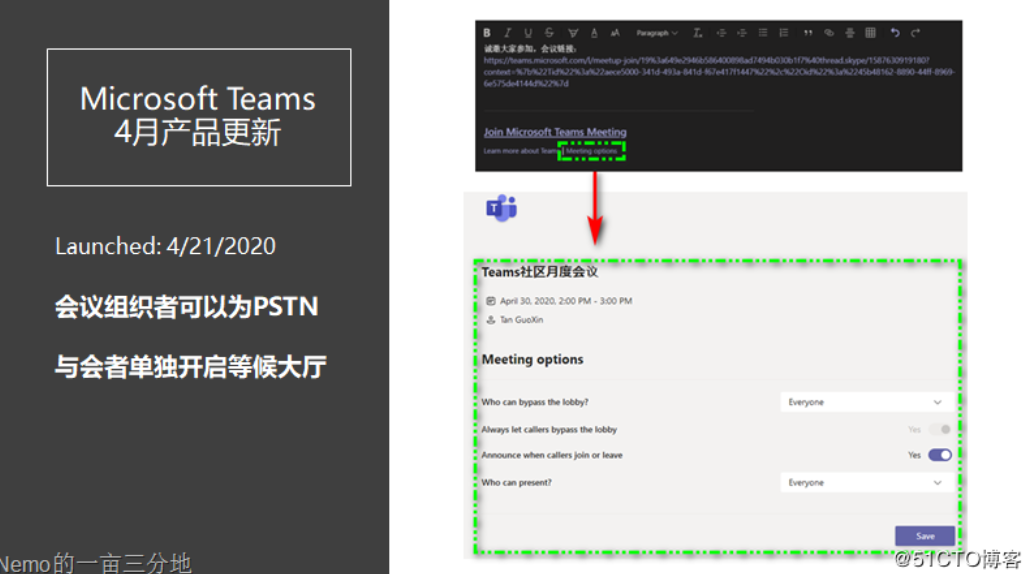 Microsoft Teams
4月产品更新
Launched: 4/21/2020
会议组织者可以为PSTN
与会者单独开启等候大厅
Nemo的一亩三分地
B I U S A AA Paragraph
诚邀大家参加，会议链接：
https://teams.microsoft.com/l/meetup-join/19%3a649e2946b586400898ad7494b030b1f7%40thread.skype/1587630919180?
context=%7b%22Tid%22%3a%22aece5000-341d-493a-841d-f67e417f1447%22%2c%22Oid%22%3a%2245b48162-8890-44ff-8969-
6e575de4144d%22%7d
Join Microsoft Teams Meeting
Learn more about Teams | Meeting options
T
Teams社区月度会议
April 30, 2020, 2:00 PM - 3:00 PM
Tan GuoXin
Meeting options
Who can bypass the lobby? Everyone
Always let callers bypass the lobby Yes
Announce when callers join or leave Yes
Who can present? Everyone
Save
@51CTO博客